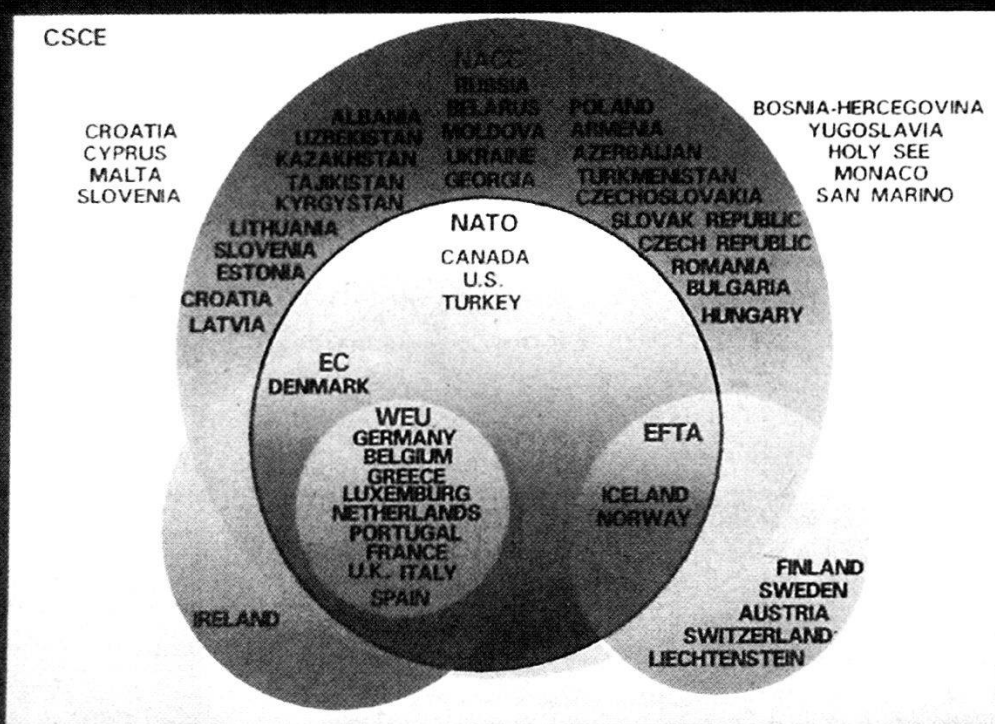 CSCE
CROATIA
CYPRUS
MALTA
SLOVENIA
NACC
RUSSIA
BELARUS
MOLDOVA
UKRAINE
GEORGIA
ALBANIA
UZBEKISTAN
KAZAKHSTAN
TAJIKISTAN
KYRGYSTAN
LITHUANIA
SLOVENIA
ESTONIA
CROATIA
LATVIA
POLAND
ARMENIA
AZERBALJAN
TURKMENISTAN
CZECHOSLOVAKIA
SLOVAK REPUBLIC
CZECH REPUBLIC
ROMANIA
BULGARIA
HUNGARY
BOSNIA-HERCEGOVINA
YUGOSLAVIA
HOLY SEE
MONACO
SAN MARINO
NATO
CANADA
U.S.
TURKEY
EC
DENMARK
WEU
GERMANY
BELGIUM
GREECE
LUXEMBURG
NETHERLANDS
PORTUGAL
FRANCE
U.K. ITALY
SPAIN
IRELAND
EFTA
ICELAND
NORWAY
FINLAND
SWEDEN
AUSTRIA
SWITZERLAND
LIECHTENSTEIN